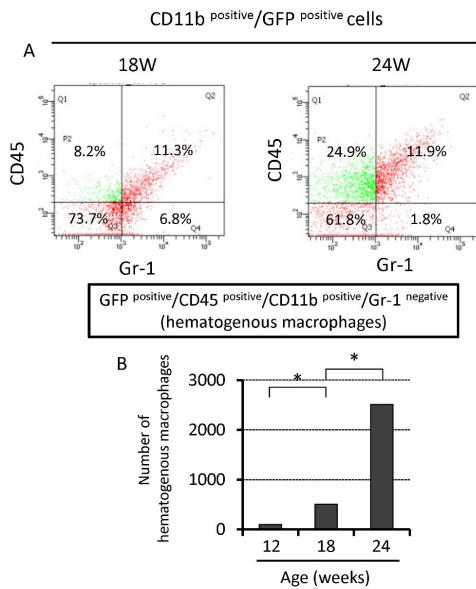 CD11b positive/GFP positive cells
A
18W
24W
Q1
Q2
Q1
Q2
P2
8.2%
11.3%
P2
24.9%
11.9%
CD45
CD45
73.7%
6.8%
Q3
Q4
61.8%
1.8%
Q3
Q4
Gr-1
Gr-1
GFP positive/CD45 positive/CD11b positive/Gr-1 negative
(hematogenous macrophages)
B
Number of
hematogenous macrophages
*
*
3000
2000
1000
0
12
18
24
Age (weeks)